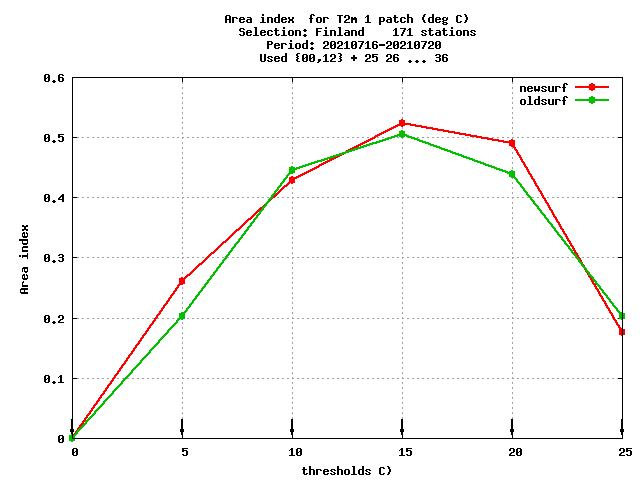 Area index  for T2m 1 patch (deg C)
Selection: Finland    171 stations
Period: 20210716-20210720
Used {00,12} + 25 26 ... 36
newsurf
oldsurf
0.6
0.5
0.4
0.3
0.2
0.1
0
Area index
0 5 10 15 20 25
thresholds C)